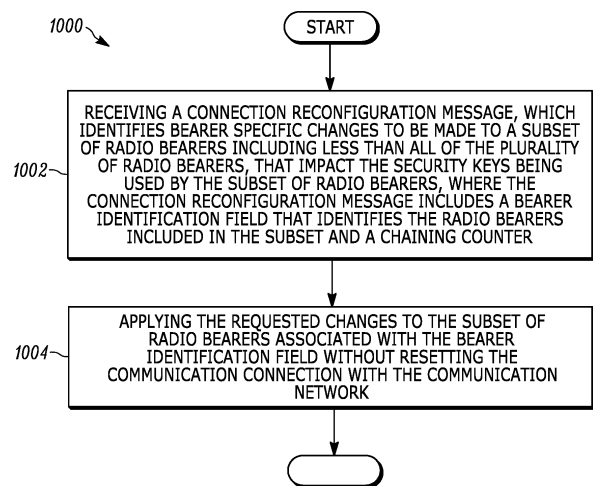 1000
START
1002
RECEIVING A CONNECTION RECONFIGURATION MESSAGE, WHICH
IDENTIFIES BEARER SPECIFIC CHANGES TO BE MADE TO A SUBSET
OF RADIO BEARERS INCLUDING LESS THAN ALL OF THE PLURALITY
OF RADIO BEARERS, THAT IMPACT THE SECURITY KEYS BEING
USED BY THE SUBSET OF RADIO BEARERS, WHERE THE
CONNECTION RECONFIGURATION MESSAGE INCLUDES A BEARER
IDENTIFICATION FIELD THAT IDENTIFIES THE RADIO BEARERS
INCLUDED IN THE SUBSET AND A CHAINING COUNTER
1004
APPLYING THE REQUESTED CHANGES TO THE SUBSET OF
RADIO BEARERS ASSOCIATED WITH THE BEARER
IDENTIFICATION FIELD WITHOUT RESETTING THE
COMMUNICATION CONNECTION WITH THE COMMUNICATION
NETWORK